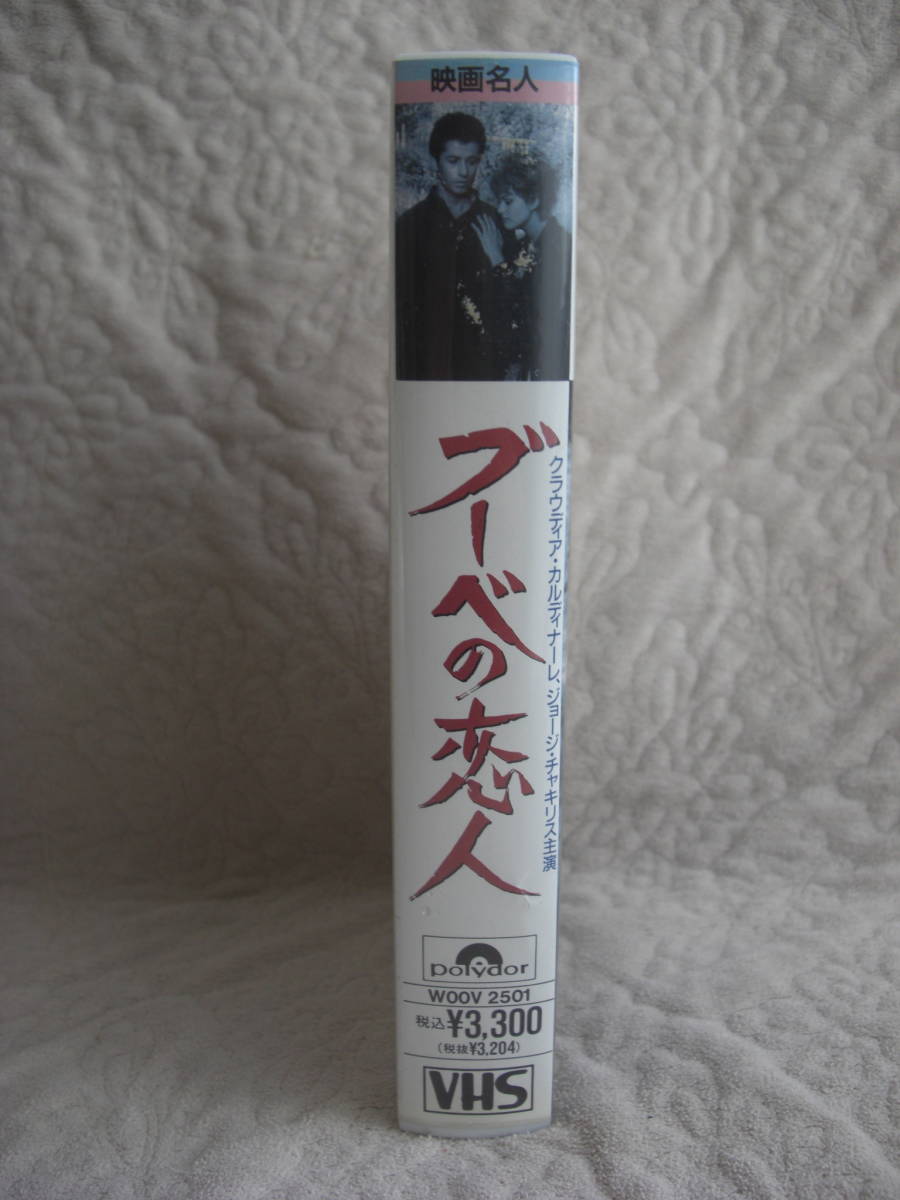 映画名人
ブーベの恋人
クラウディア・カルディナーレ、ジョージ・チャキリス主演
polydor
WOOV 2501
税込¥3,300
(税抜¥3,204)
VHS